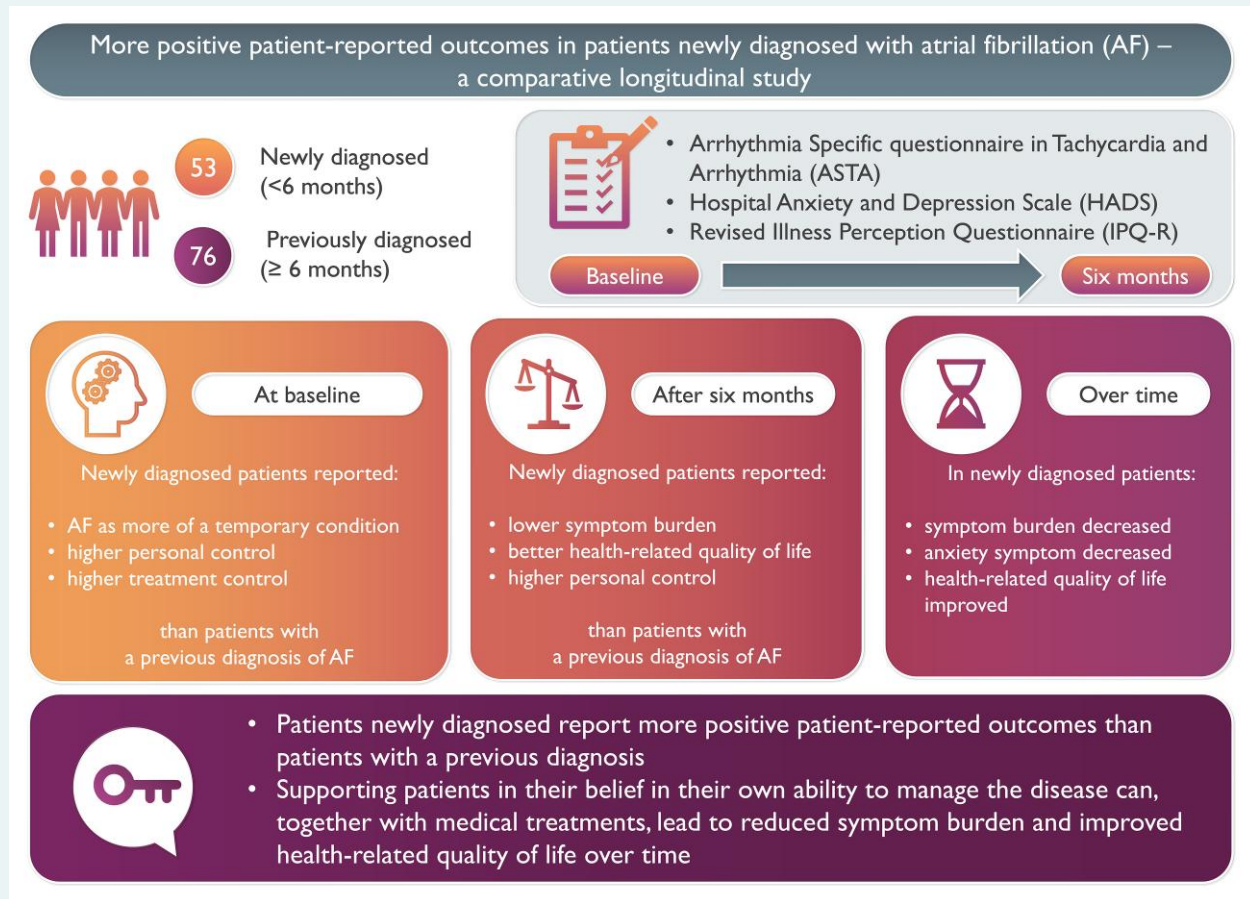 More positive patient-reported outcomes in patients newly diagnosed with atrial fibrillation (AF) –
a comparative longitudinal study
53
Newly diagnosed
(<6 months)
76
Previously diagnosed
(≥ 6 months)
• Arrhythmia Specific questionnaire in Tachycardia and
Arrhythmia (ASTA)
• Hospital Anxiety and Depression Scale (HADS)
• Revised Illness Perception Questionnaire (IPQ-R)
Baseline
Six months
At baseline
Newly diagnosed patients reported:
• AF as more of a temporary condition
• higher personal control
• higher treatment control
than patients with
a previous diagnosis of AF
After six months
Newly diagnosed patients reported:
• lower symptom burden
• better health-related quality of life
• higher personal control
than patients with
a previous diagnosis of AF
Over time
In newly diagnosed patients:
• symptom burden decreased
• anxiety symptom decreased
• health-related quality of life
improved
• Patients newly diagnosed report more positive patient-reported outcomes than
patients with a previous diagnosis
• Supporting patients in their belief in their own ability to manage the disease can,
together with medical treatments, lead to reduced symptom burden and improved
health-related quality of life over time